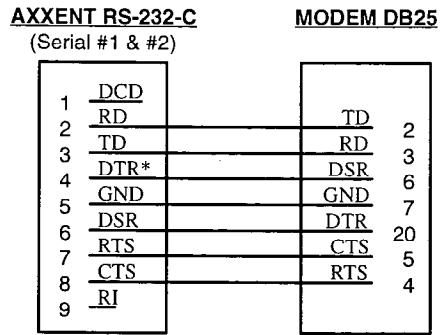 AXXENT RS-232-C
(Serial #1 & #2)
MODEM DB25
1 DCD
2 RD TD 2
3 TD RD 3
4 DTR* DSR 6
5 GND GND 7
6 DSR DTR 20
7 RTS CTS 5
8 CTS RTS 4
9 RI